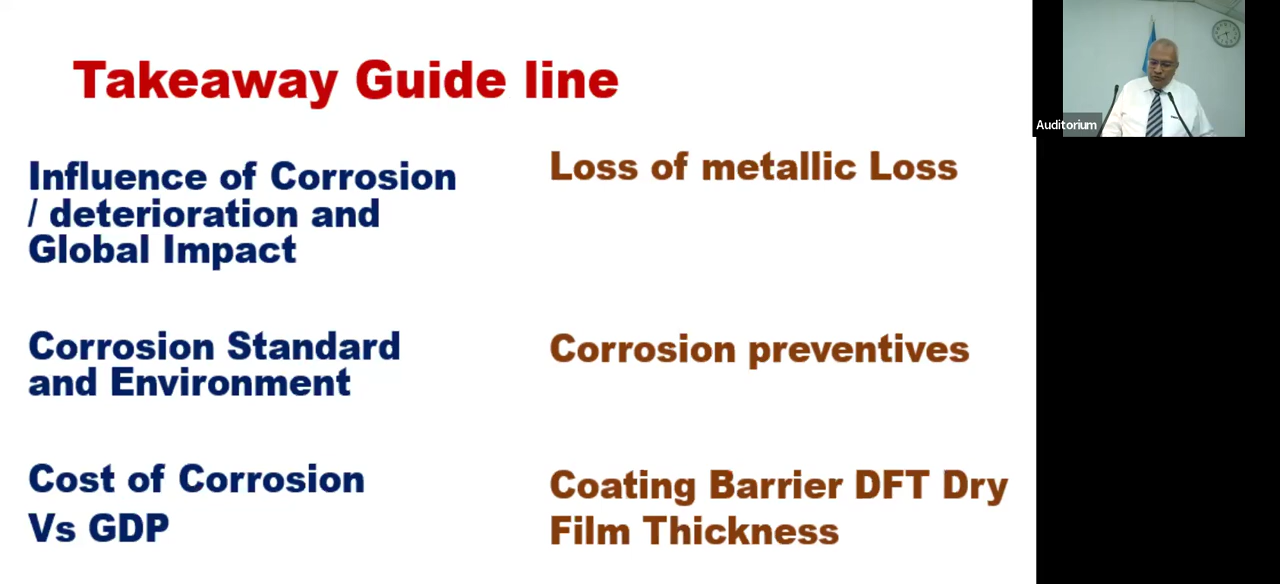 Takeaway Guide line
Influence of Corrosion
/ deterioration and
Global Impact
Loss of metallic Loss
Corrosion Standard
and Environment
Corrosion preventives
Cost of Corrosion
Vs GDP
Coating Barrier DFT Dry
Film Thickness
Auditorium